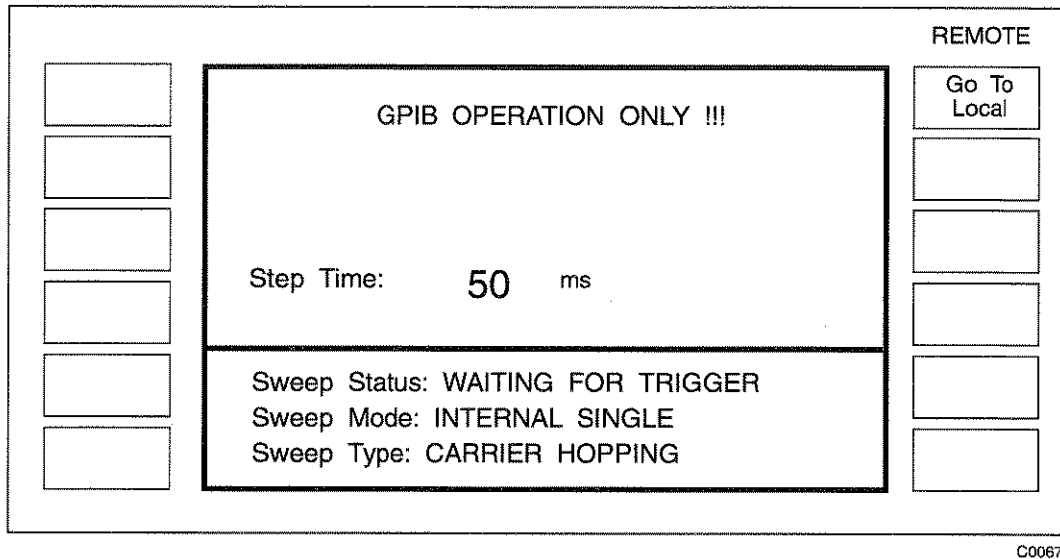 REMOTE
Go To
Local
GPIB OPERATION ONLY !!!
Step Time: 50 ms
Sweep Status: WAITING FOR TRIGGER
Sweep Mode: INTERNAL SINGLE
Sweep Type: CARRIER HOPPING
C0067